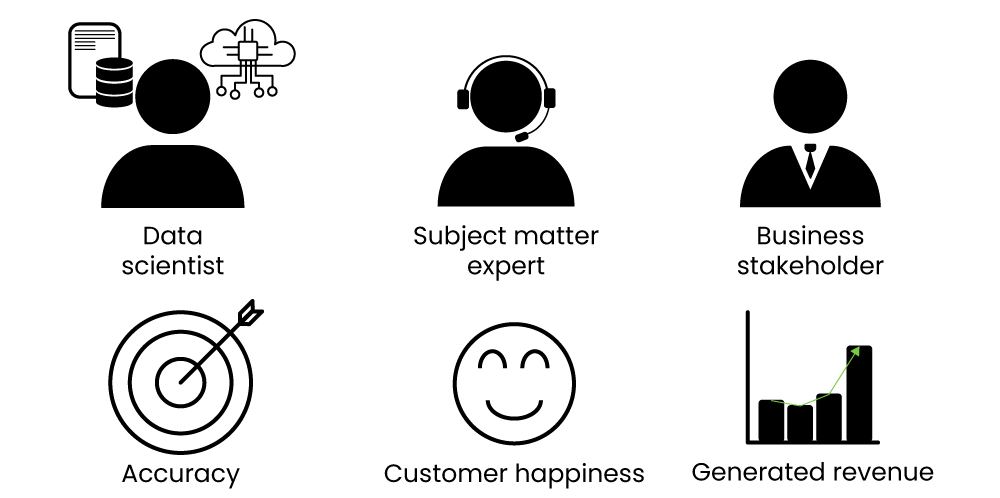 Data
scientist
Subject matter
expert
Business
stakeholder
Accuracy
Customer happiness
Generated revenue